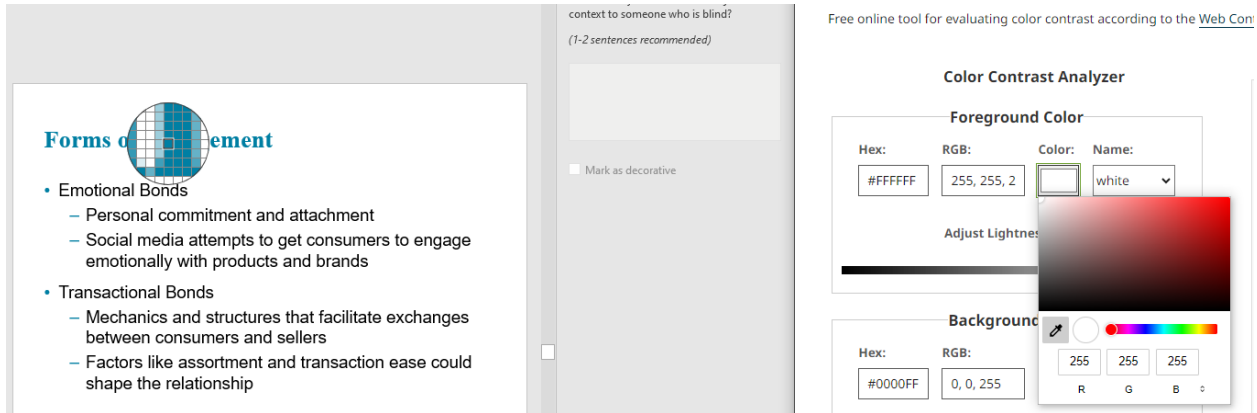 context to someone who is blind?
(1-2 sentences recommended)
Mark as decorative
Forms o ement
• Emotional Bonds
– Personal commitment and attachment
– Social media attempts to get consumers to engage
emotionally with products and brands
• Transactional Bonds
– Mechanics and structures that facilitate exchanges
between consumers and sellers
– Factors like assortment and transaction ease could
shape the relationship
Free online tool for evaluating color contrast according to the Web Con
Color Contrast Analyzer
Foreground Color
Hex: RGB: Color: Name:
#FFFFFF 255, 255, 2 white
Adjust Lightnes
Background
Hex: RGB:
#0000FF 0, 0, 255
255 255 255
R G B